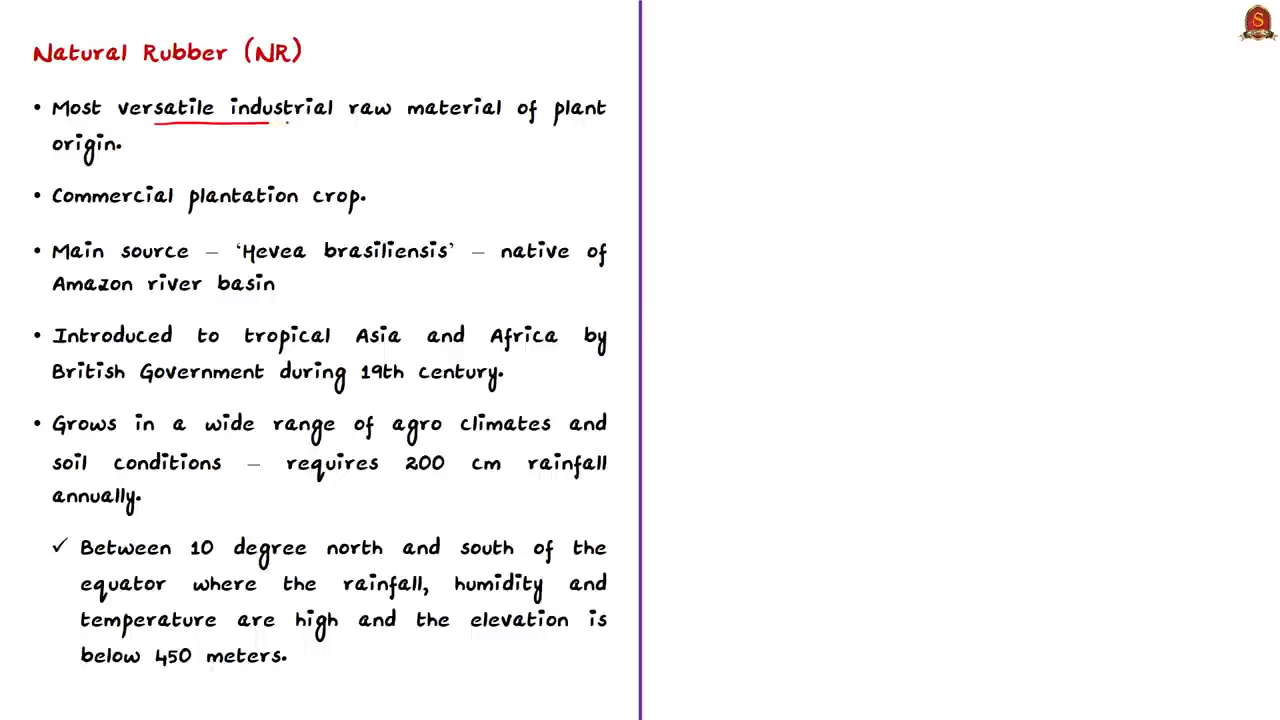 Natural Rubber (NR)
• Most versatile industrial raw material of plant
origin.
• Commercial plantation crop.
• Main source – ‘Hevea brasiliensis’ – native of
Amazon river basin
• Introduced to tropical Asia and Africa by
British Government during 19th century.
• Grows in a wide range of agro climates and
soil conditions – requires 200 cm rainfall
annually.
✓ Between 10 degree north and south of the
equator where the rainfall, humidity and
temperature are high and the elevation is
below 450 meters.
S